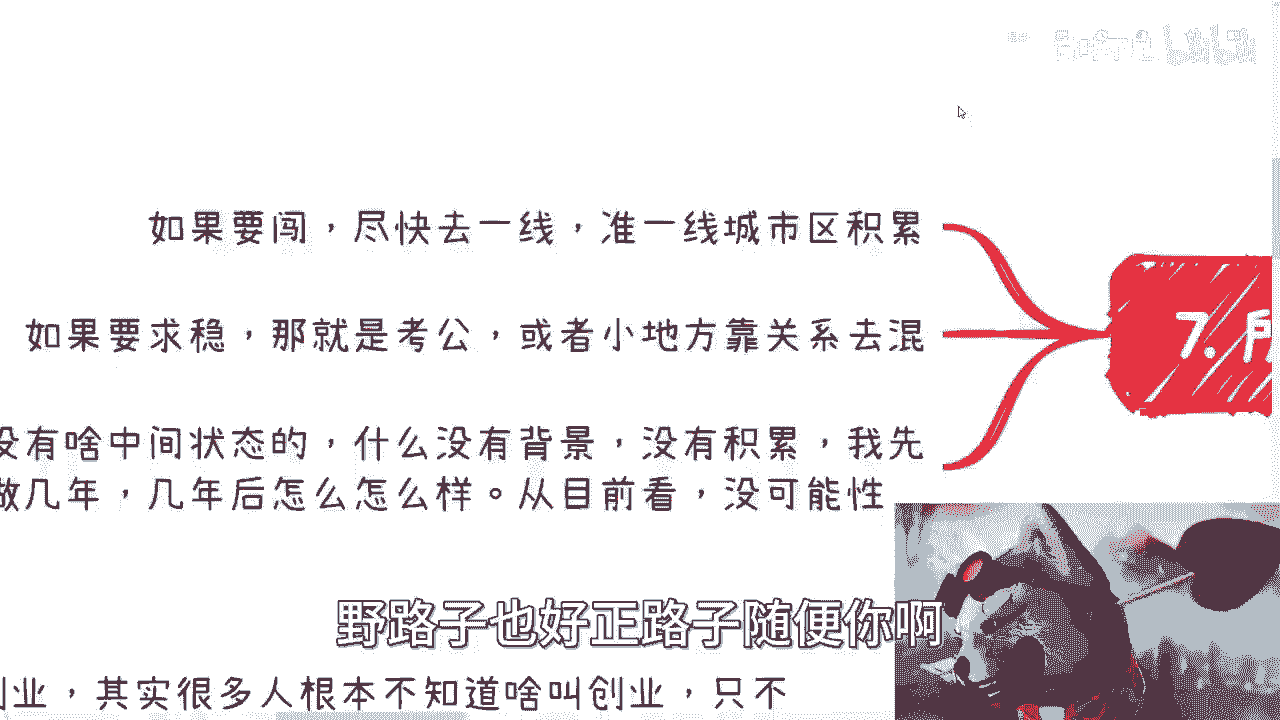 如果要闯，尽快去一线，准一线城市区积累
如果要求稳，那就是考公，或者小地方靠关系去混
7. 所
没有啥中间状态的，什么没有背景，没有积累，我先
做几年，几年后怎么怎么样。从目前看，没可能性
野路子也好正路子随便你啊
创业，其实很多人根本不知道啥叫创业，只不